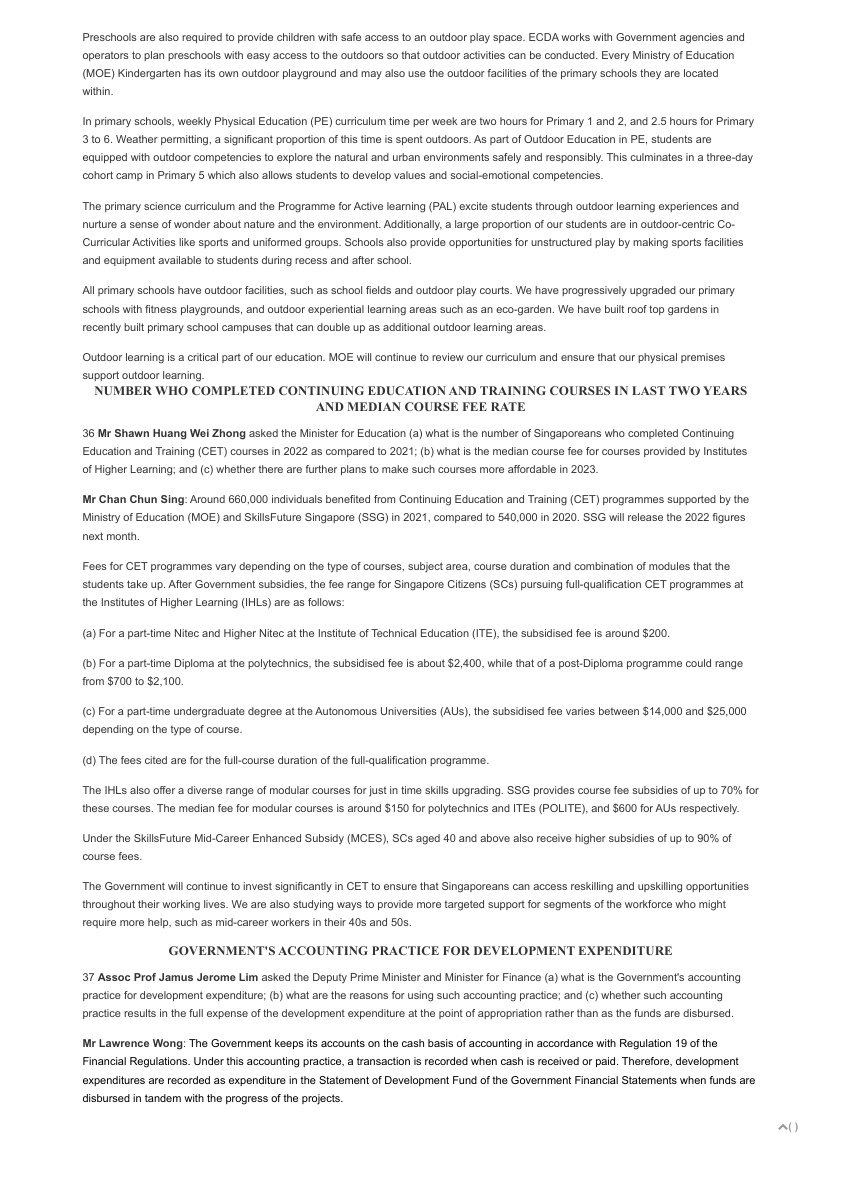 Preschools are also required to provide children with safe access to an outdoor play space. ECDA works with Government agencies and
operators to plan preschools with easy access to the outdoors so that outdoor activities can be conducted. Every Ministry of Education
(MOE) Kindergarten has its own outdoor playground and may also use the outdoor facilities of the primary schools they are located
within.
In primary schools, weekly Physical Education (PE) curriculum time per week are two hours for Primary 1 and 2, and 2.5 hours for Primary
3 to 6. Weather permitting, a significant proportion of this time is spent outdoors. As part of Outdoor Education in PE, students are
equipped with outdoor competencies to explore the natural and urban environments safely and responsibly. This culminates in a three-day
cohort camp in Primary 5 which also allows students to develop values and social-emotional competencies.
The primary science curriculum and the Programme for Active learning (PAL) excite students through outdoor learning experiences and
nurture a sense of wonder about nature and the environment. Additionally, a large proportion of our students are in outdoor-centric Co-
Curricular Activities like sports and uniformed groups. Schools also provide opportunities for unstructured play by making sports facilities
and equipment available to students during recess and after school.
All primary schools have outdoor facilities, such as school fields and outdoor play courts. We have progressively upgraded our primary
schools with fitness playgrounds, and outdoor experiential learning areas such as an eco-garden. We have built roof top gardens in
recently built primary school campuses that can double up as additional outdoor learning areas.
Outdoor learning is a critical part of our education. MOE will continue to review our curriculum and ensure that our physical premises
support outdoor learning.
NUMBER WHO COMPLETED CONTINUING EDUCATION AND TRAINING COURSES IN LAST TWO YEARS
AND MEDIAN COURSE FEE RATE
36 Mr Shawn Huang Wei Zhong asked the Minister for Education (a) what is the number of Singaporeans who completed Continuing
Education and Training (CET) courses in 2022 as compared to 2021; (b) what is the median course fee for courses provided by Institutes
of Higher Learning; and (c) whether there are further plans to make such courses more affordable in 2023.
Mr Chan Chun Sing: Around 660,000 individuals benefited from Continuing Education and Training (CET) programmes supported by the
Ministry of Education (MOE) and SkillsFuture Singapore (SSG) in 2021, compared to 540,000 in 2020. SSG will release the 2022 figures
next month.
Fees for CET programmes vary depending on the type of courses, subject area, course duration and combination of modules that the
students take up. After Government subsidies, the fee range for Singapore Citizens (SCs) pursuing full-qualification CET programmes at
the Institutes of Higher Learning (IHLs) are as follows:
(a) For a part-time Nitec and Higher Nitec at the Institute of Technical Education (ITE), the subsidised fee is around $200.
(b) For a part-time Diploma at the polytechnics, the subsidised fee is about $2,400, while that of a post-Diploma programme could range
from $700 to $2,100.
(c) For a part-time undergraduate degree at the Autonomous Universities (AUs), the subsidised fee varies between $14,000 and $25,000
depending on the type of course.
(d) The fees cited are for the full-course duration of the full-qualification programme.
The IHLs also offer a diverse range of modular courses for just in time skills upgrading. SSG provides course fee subsidies of up to 70% for
these courses. The median fee for modular courses is around $150 for polytechnics and ITEs (POLITE), and $600 for AUs respectively.
Under the SkillsFuture Mid-Career Enhanced Subsidy (MCES), SCs aged 40 and above also receive higher subsidies of up to 90% of
course fees.
The Government will continue to invest significantly in CET to ensure that Singaporeans can access reskilling and upskilling opportunities
throughout their working lives. We are also studying ways to provide more targeted support for segments of the workforce who might
require more help, such as mid-career workers in their 40s and 50s.
GOVERNMENT'S ACCOUNTING PRACTICE FOR DEVELOPMENT EXPENDITURE
37 Assoc Prof Jamus Jerome Lim asked the Deputy Prime Minister and Minister for Finance (a) what is the Government's accounting
practice for development expenditure; (b) what are the reasons for using such accounting practice; and (c) whether such accounting
practice results in the full expense of the development expenditure at the point of appropriation rather than as the funds are disbursed.
Mr Lawrence Wong: The Government keeps its accounts on the cash basis of accounting in accordance with Regulation 19 of the
Financial Regulations. Under this accounting practice, a transaction is recorded when cash is received or paid. Therefore, development
expenditures are recorded as expenditure in the Statement of Development Fund of the Government Financial Statements when funds are
disbursed in tandem with the progress of the projects.
( )